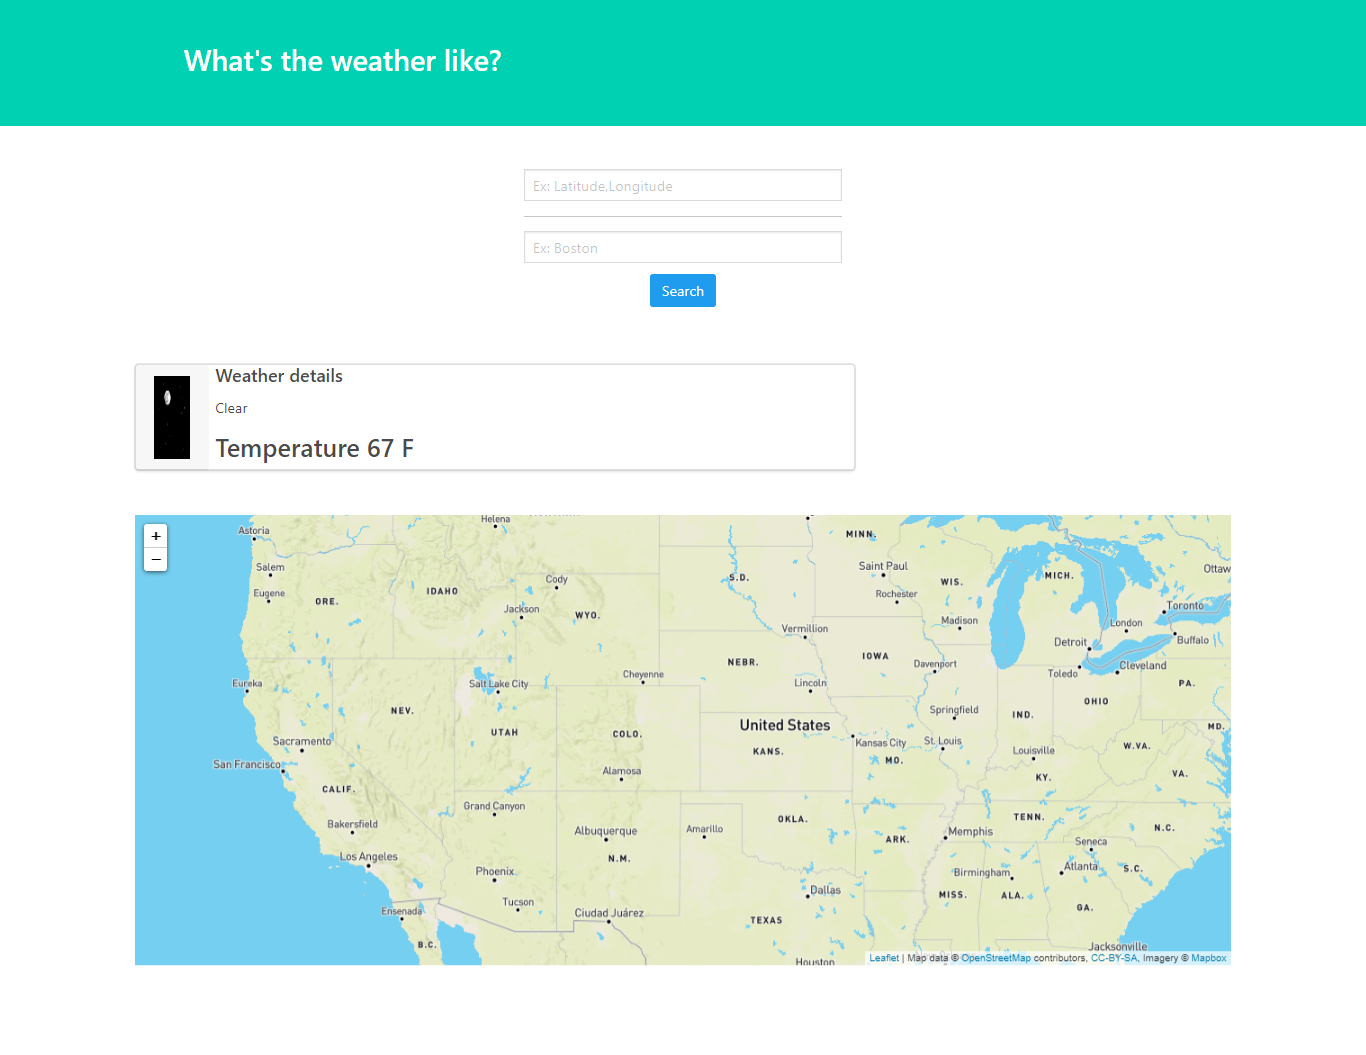 What's the weather like?
Ex: Latitude,Longitude
Ex: Boston
Search
Weather details
Clear
Temperature 67 F
+
−
Helena
Astoria
MINN.
Salem
Cody
S.D.
Saint Paul
WIS.
MICH.
Ottaw
Eugene
ORE.
IDAHO
Jackson
WYO.
Rochester
Toronto
Vermillion
Madison
London
Detroit
Buffalo
NEBR.
IOWA
Davenport
Toledo
Cleveland
Eureka
Salt Lake City
Cheyenne
Lincoln
PA.
NEV.
Springfield
IND.
OHIO
UTAH
COLO.
United States
MD.
Sacramento
KANS.
Kansas City
St. Louis
Louisville
W.VA.
San Francisco
Alamosa
MO.
KY.
VA.
CALIF.
Grand Canyon
Bakersfield
Albuquerque
Amarillo
OKLA.
Memphis
TENN.
N.C.
Los Angeles
N.M.
ARK.
Seneca
Phoenix
Birmingham
Atlanta
S.C.
Tucson
Dallas
MISS.
ALA.
GA.
Ensenada
Ciudad Juárez
TEXAS
B.C.
Jacksonville
Houston
Leaflet | Map data © OpenStreetMap contributors, CC-BY-SA, Imagery © Mapbox